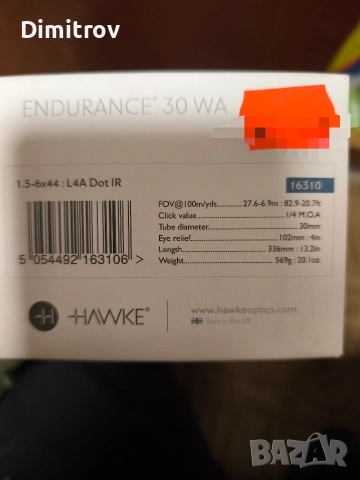 Dimitrov
ENDURANCE® 30 WA
1.5-6x44 : L4A Dot IR
16310
FOV@100m/yds.......... 27.6-6.9m : 82.9-20.7ft
Click value.......... 1/4 M.O.A
Tube diameter.......... 30mm
Eye relief.......... 102mm : 4in
Length.......... 336mm : 13.2in
Weight.......... 569g : 20.1oz
5 054492 163106 >
HAWKE®
www.hawkeoptics.com
Born in the UK
BAZAR
bg